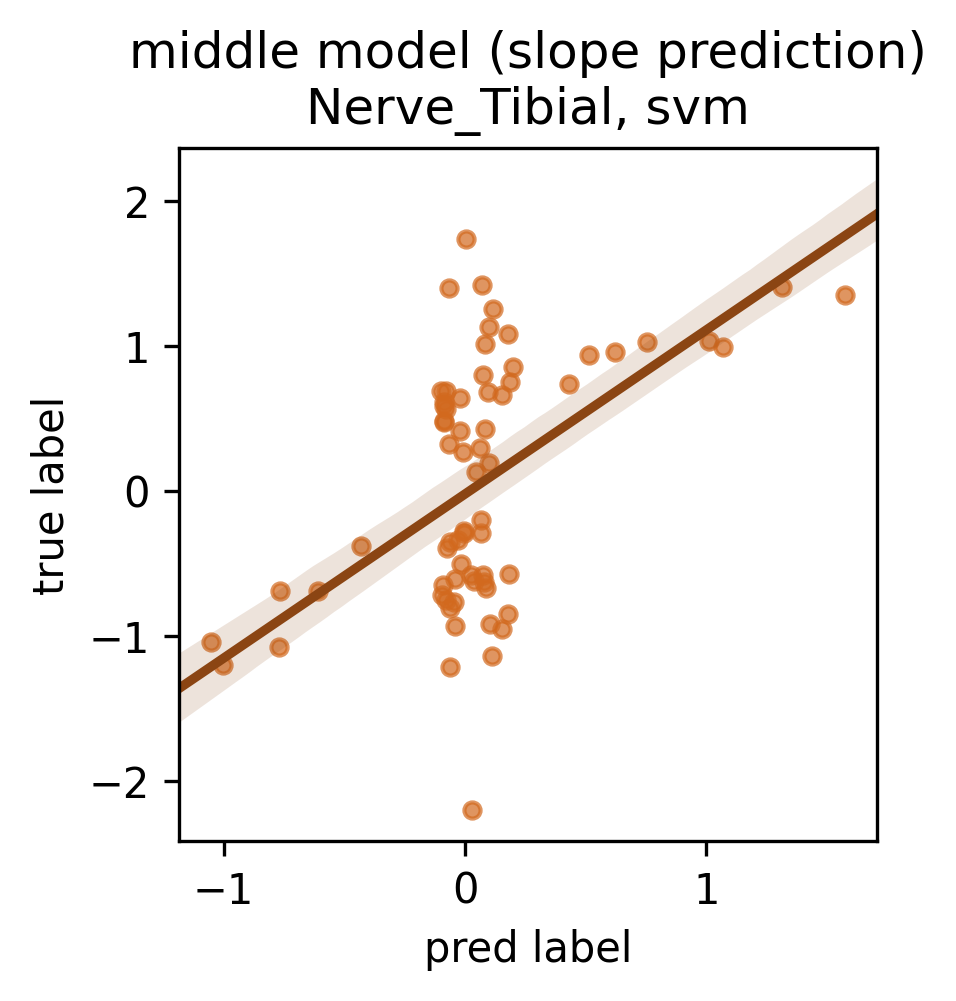 middle model (slope prediction)
Nerve_Tibial, svm
2
1
0
−1
−2
true label
−1
0
1
pred label